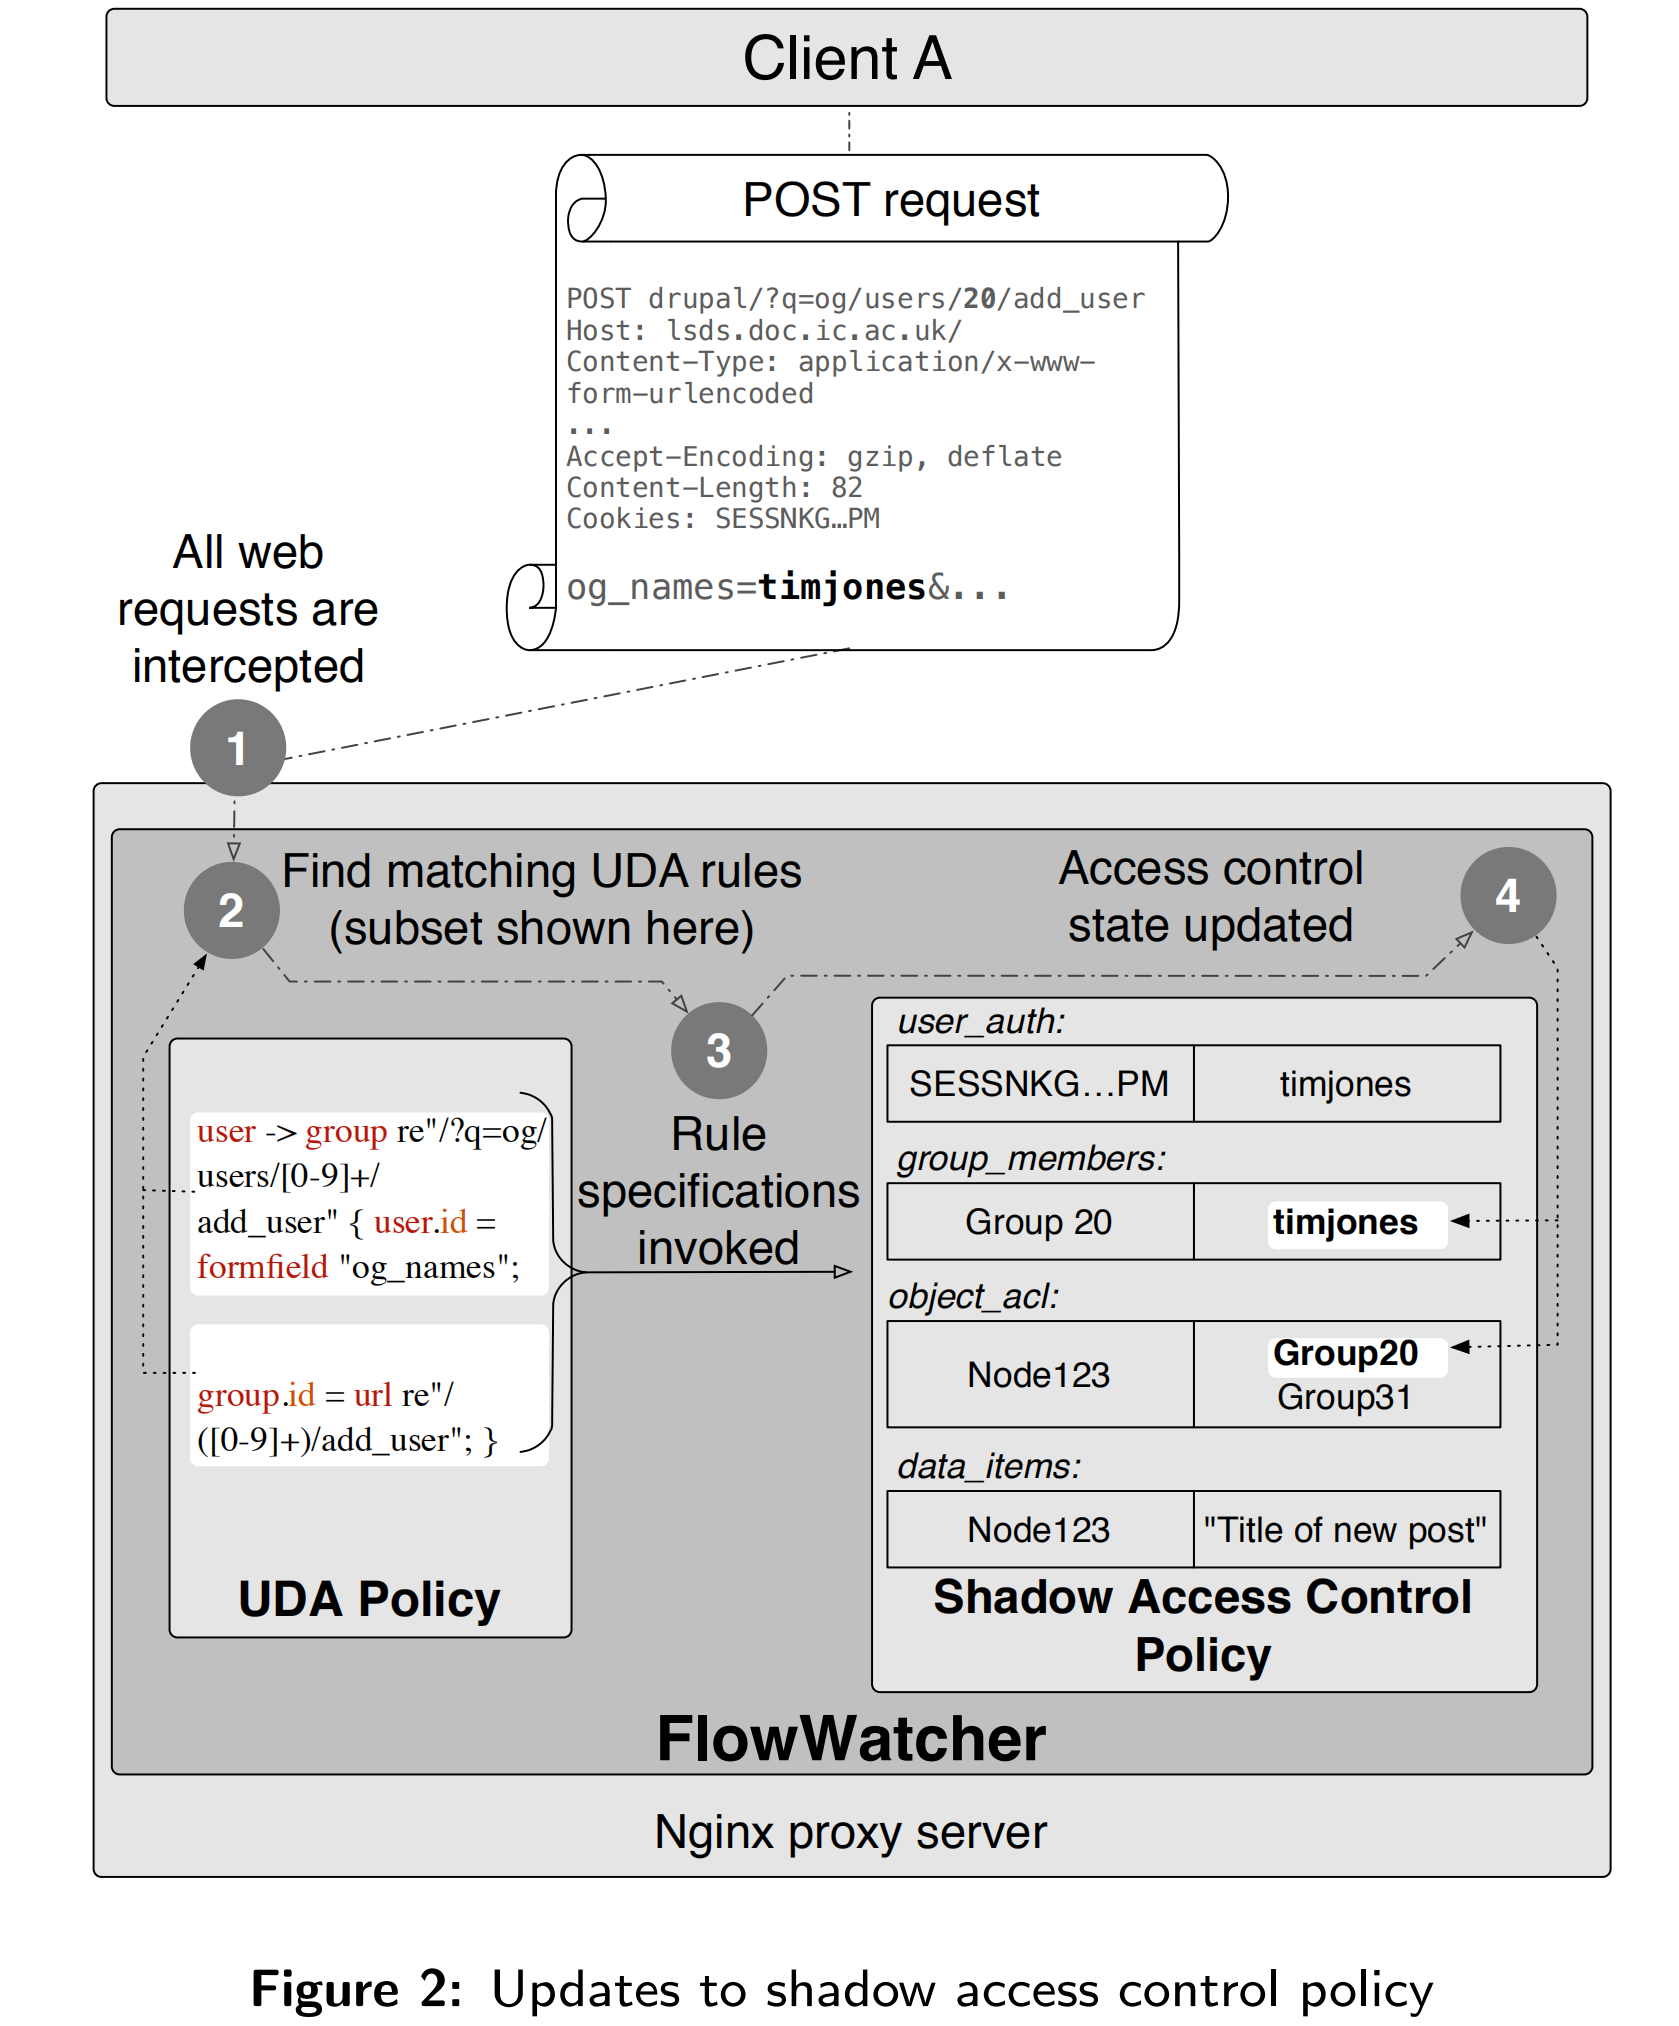 Client A
POST request
POST drupal/?q=og/users/20/add_user
Host: lsds.doc.ic.ac.uk/
Content-Type: application/x-www-
form-urlencoded
...
Accept-Encoding: gzip, deflate
Content-Length: 82
Cookies: SESSNKG…PM
og_names=timjones&...
All web
requests are
intercepted
1
2
Find matching UDA rules
(subset shown here)
3
Rule
specifications
invoked
Access control
state updated
4
user -> group re"/?q=og/
users/[0-9]+/
add_user" { user.id =
formfield "og_names";
group.id = url re"/
([0-9]+)/add_user"; }
UDA Policy
user_auth:
SESSNKG…PM timjones
group_members:
Group 20 timjones
object_acl:
Node123 Group20
Group31
data_items:
Node123 "Title of new post"
Shadow Access Control
Policy
FlowWatcher
Nginx proxy server
Figure 2: Updates to shadow access control policy